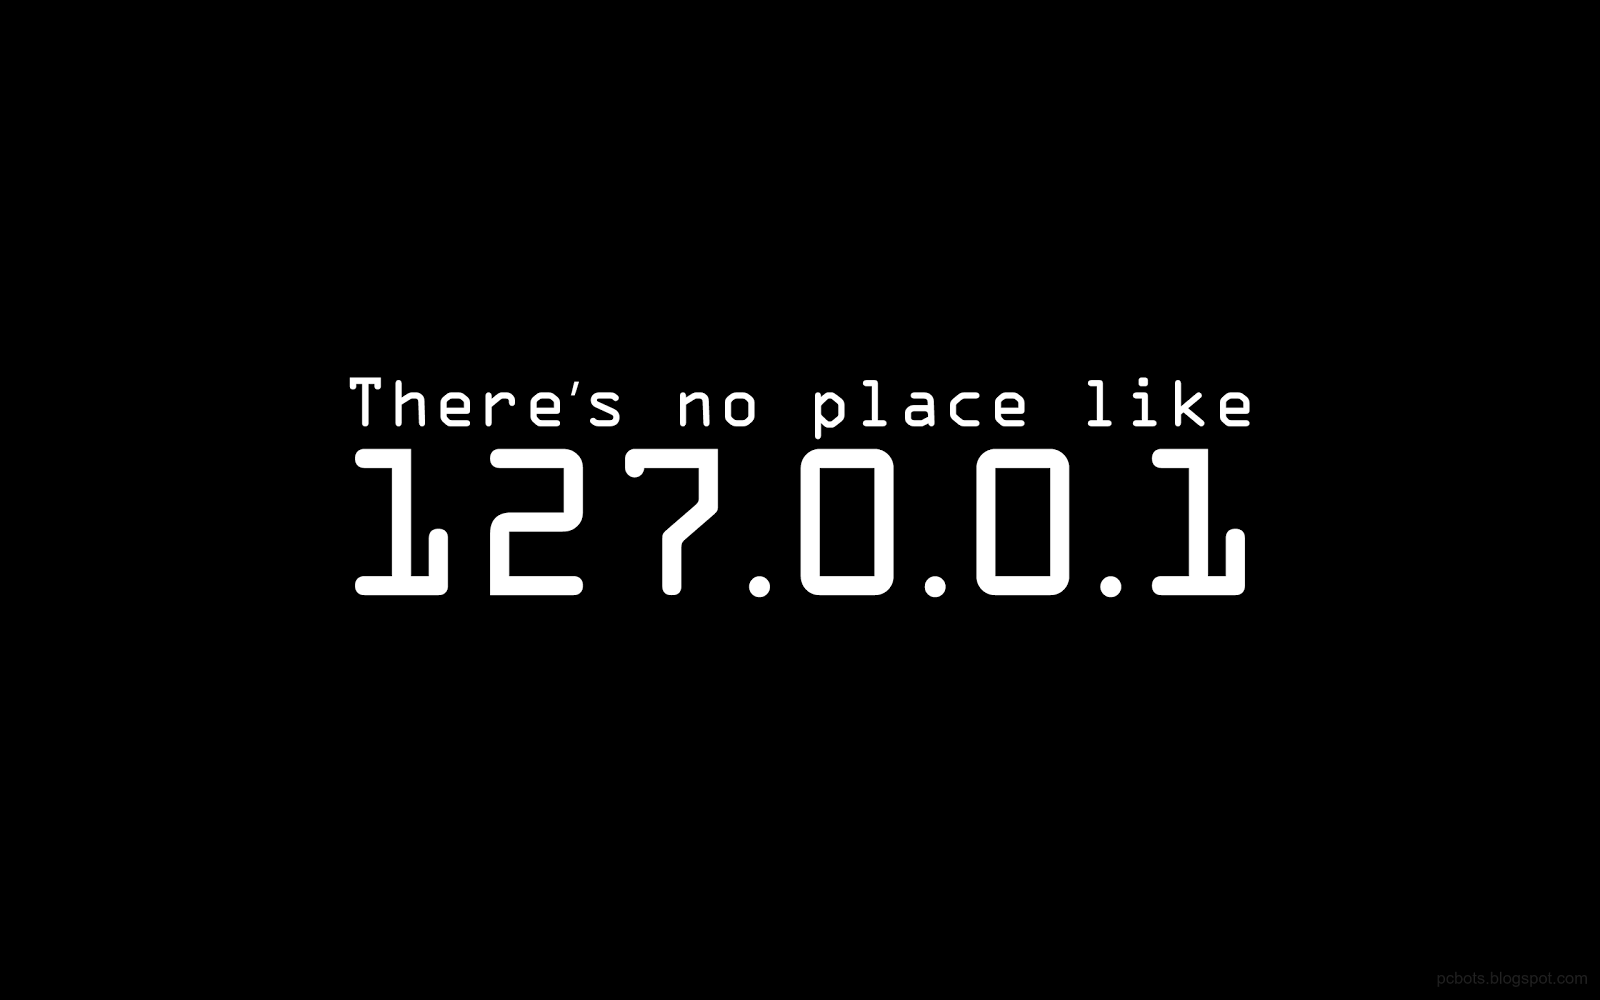 There's no place like
127.0.0.1
pcbots.blogspot.com